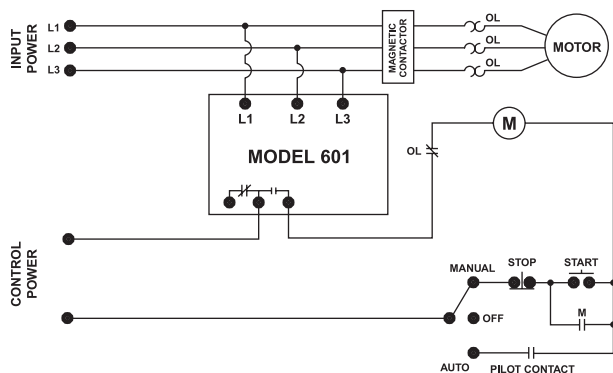 INPUT
POWER
L1
L2
L3
MAGNETIC
CONTACTOR
OL
OL
OL
MOTOR
L1 L2 L3
MODEL 601
OL
M
CONTROL
POWER
MANUAL
STOP
START
OFF
M
AUTO
PILOT CONTACT